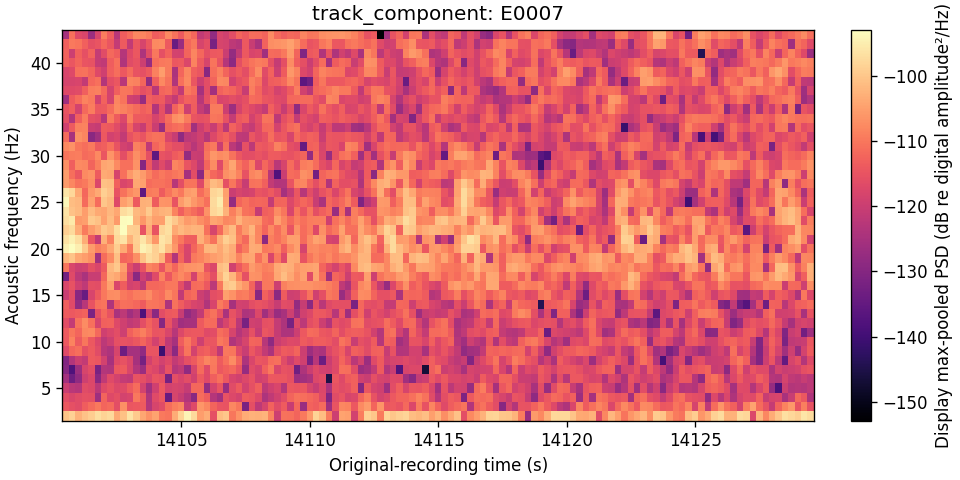 track_component: E0007
40
35
30
25
20
15
10
5
Acoustic frequency (Hz)
14105 14110 14115 14120 14125
Original-recording time (s)
−100
−110
−120
−130
−140
−150
Display max-pooled PSD (dB re digital amplitude²/Hz)